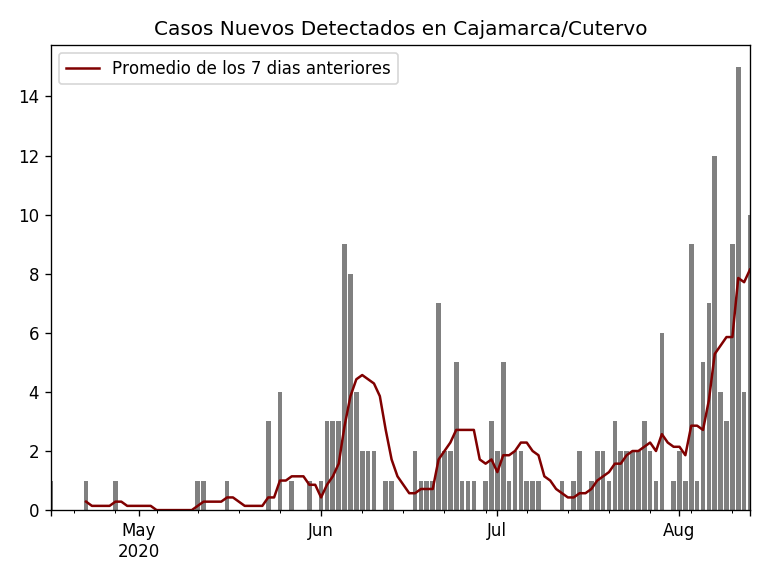 Casos Nuevos Detectados en Cajamarca/Cutervo
Promedio de los 7 dias anteriores
14
12
10
8
6
4
2
0
May
2020
Jun
Jul
Aug